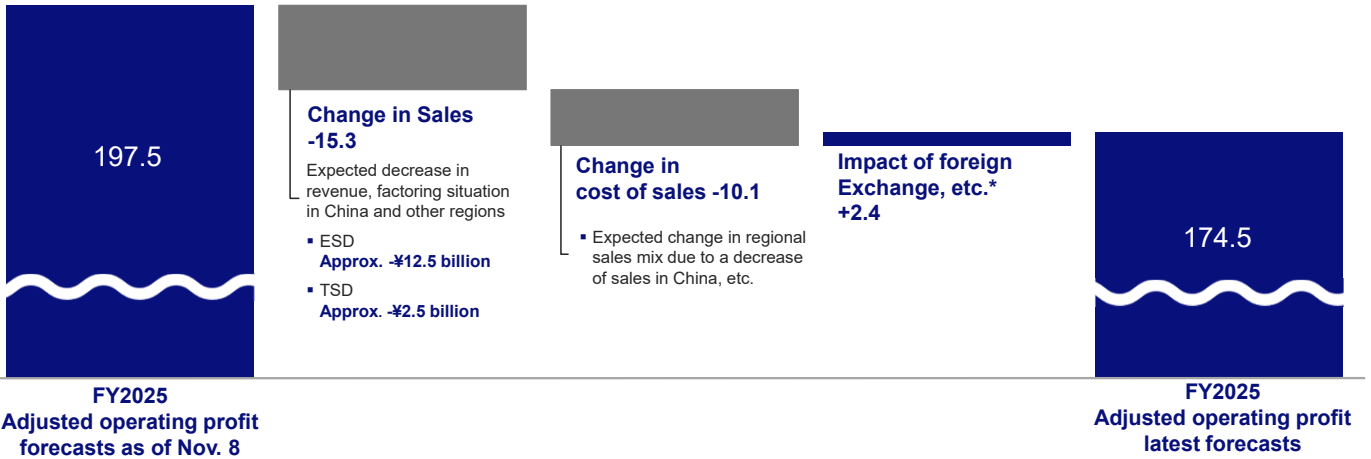 197.5
FY2025
Adjusted operating profit
forecasts as of Nov. 8
Change in Sales
-15.3
Expected decrease in
revenue, factoring situation
in China and other regions
▪ ESD
Approx. -¥12.5 billion
▪ TSD
Approx. -¥2.5 billion
Change in
cost of sales -10.1
▪ Expected change in regional
sales mix due to a decrease
of sales in China, etc.
Impact of foreign
Exchange, etc.*
+2.4
174.5
FY2025
Adjusted operating profit
latest forecasts